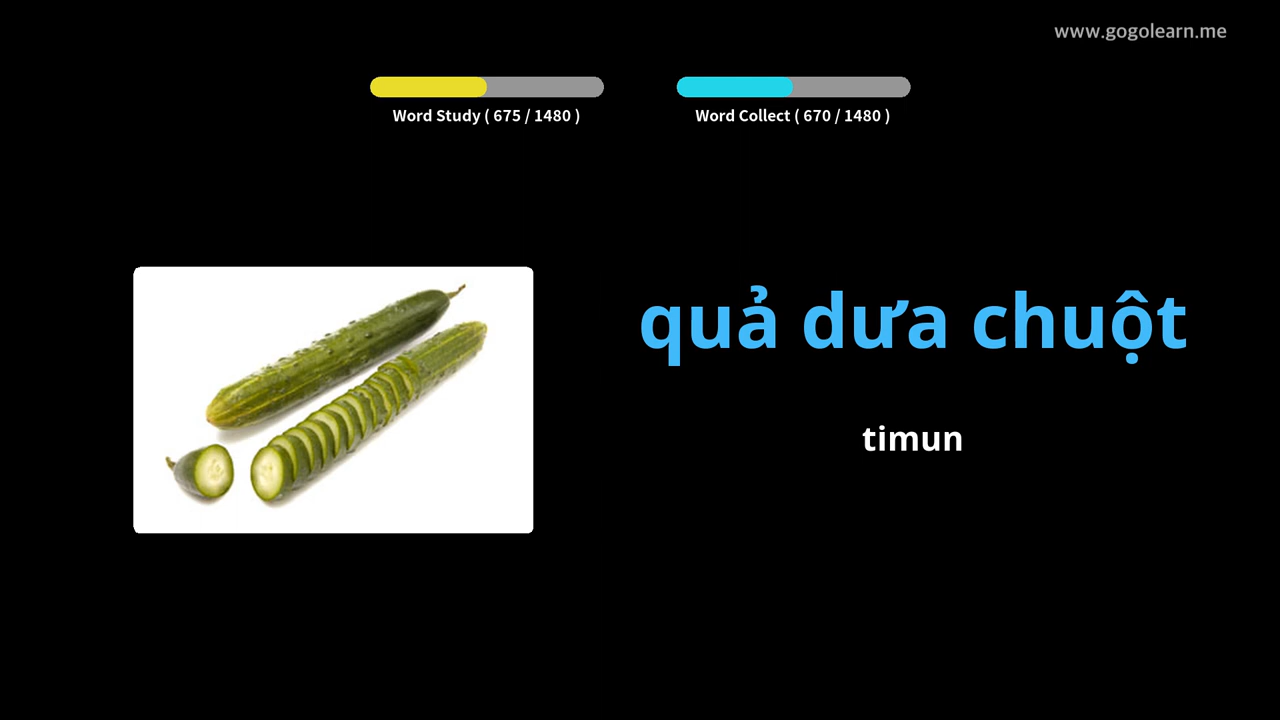 www.gogolearn.me
Word Study ( 675 / 1480 )
Word Collect ( 670 / 1480 )
quả dưa chuột
timun